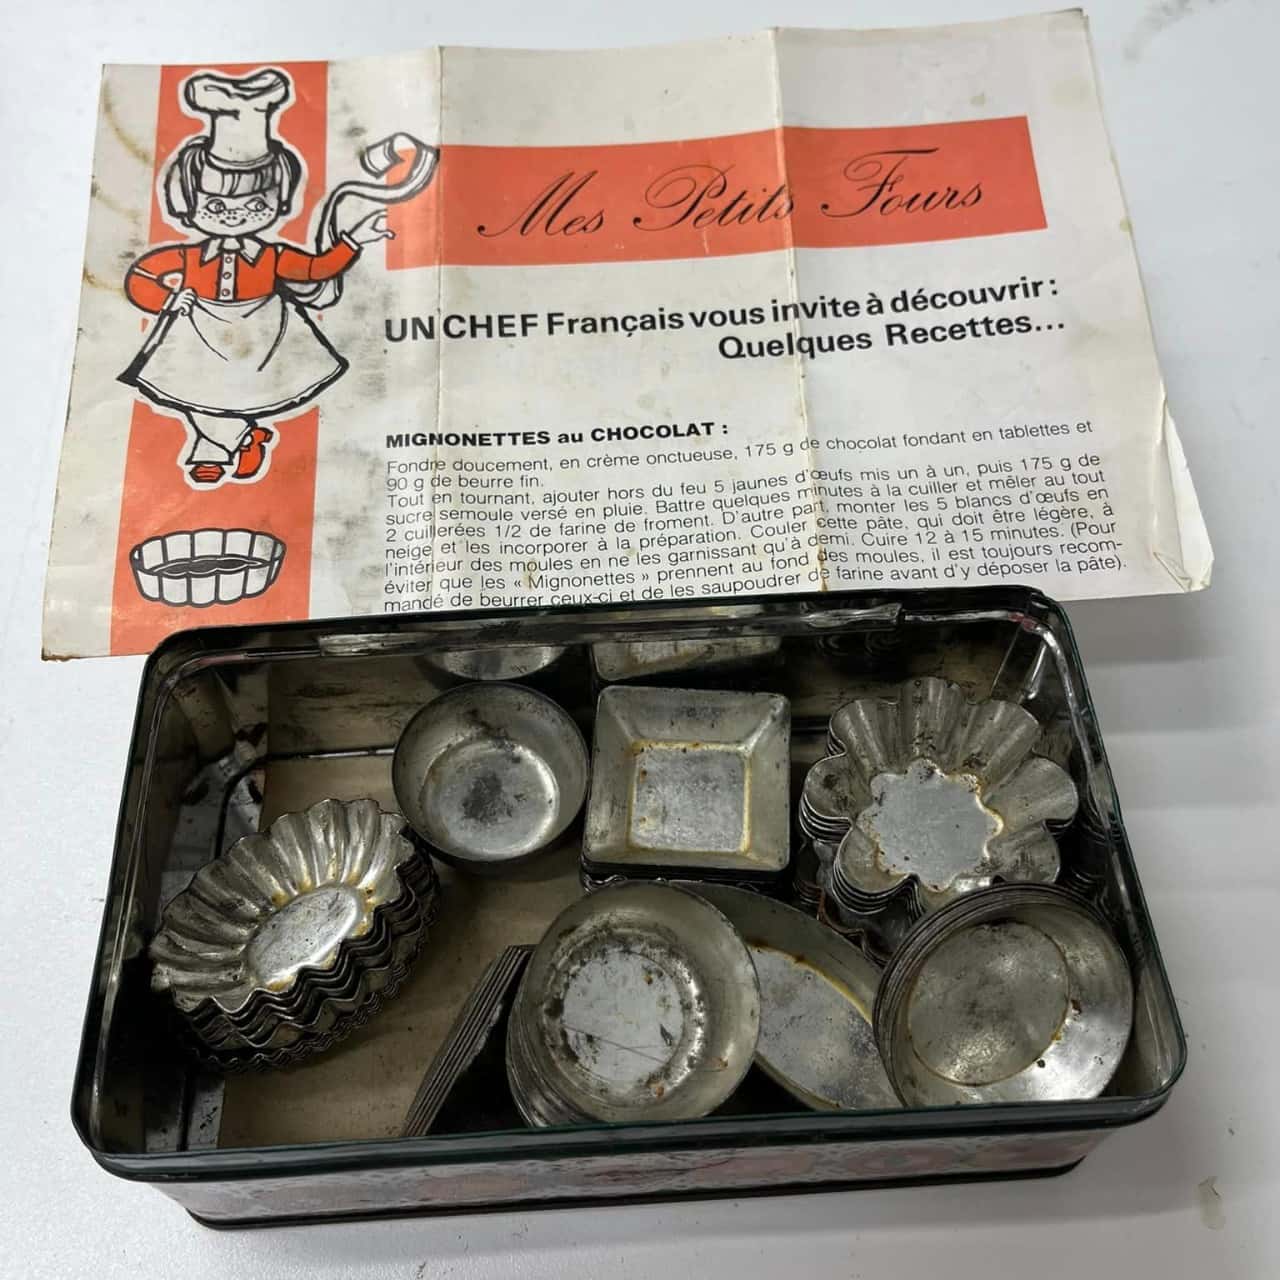 Mes Petits Fours
UN CHEF Français vous invite à découvrir :
Quelques Recettes...
MIGNONETTES au CHOCOLAT :
Fondre doucement, en crème onctueuse, 175 g de chocolat fondant en tablettes et
90 g de beurre fin.
Tout en tournant, ajouter hors du feu 5 jaunes d'œufs mis un à un, puis 175 g de
sucre semoule versé en pluie. Battre quelques minutes à la cuiller et mêler au tout
2 cuillerées 1/2 de farine de froment. D'autre part monter les 5 blancs d'œufs en
neige et les incorporer à la préparation. Couler cette pâte, qui doit être légère, à
l'intérieur des moules en ne les garnissant qu'à demi. Cuire 12 à 15 minutes. (Pour
éviter que les « Mignonettes » prennent au fond des moules, il est toujours recom-
mandé de beurrer ceux-ci et de les saupoudrer de farine avant d'y déposer la pâte).